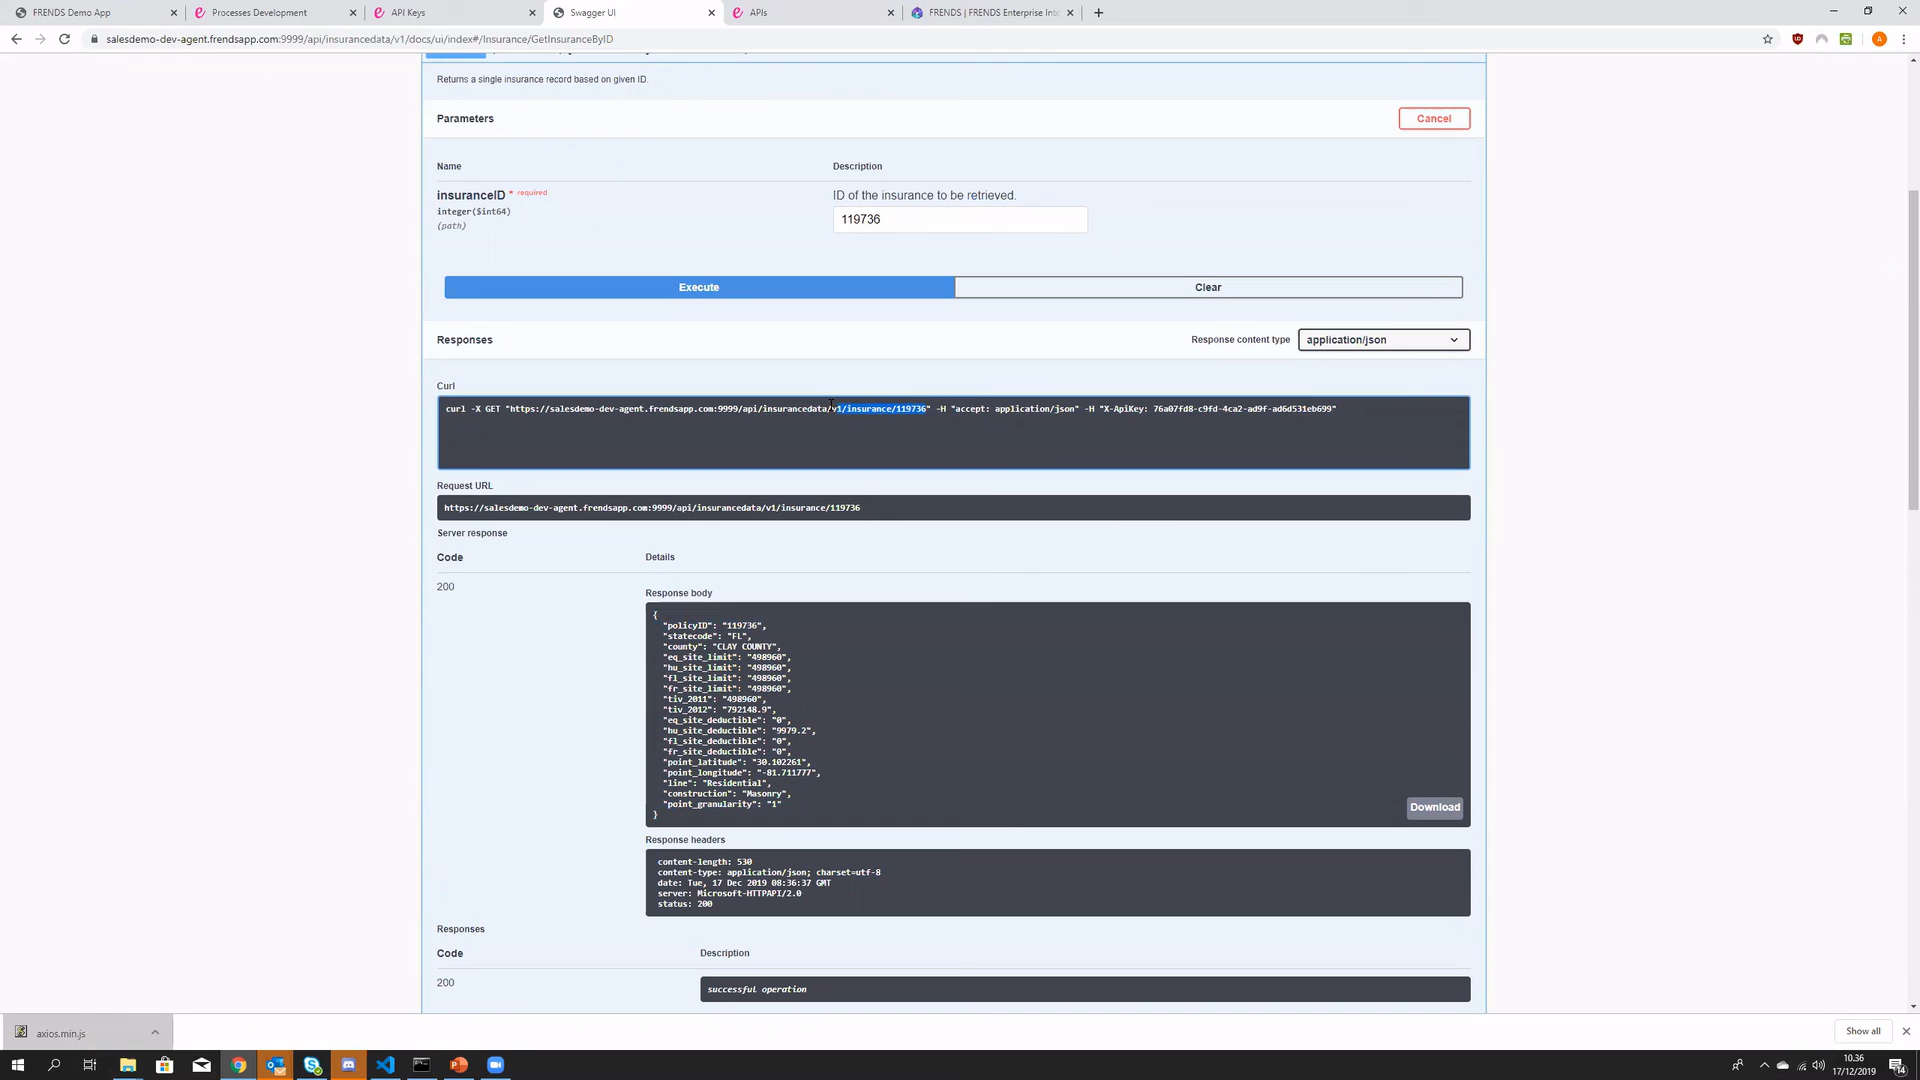 FRENDS Demo App
Processes Development
API Keys
Swagger UI
APIs
FRENDS | FRENDS Enterprise Inte
salesdemo-dev-agent.frendsapp.com:9999/api/insurancedata/v1/docs/ui/index#/Insurance/GetInsuranceByID
A
Returns a single insurance record based on given ID.
Parameters
Cancel
Name
Description
insuranceID * required
integer($int64)
(path)
ID of the insurance to be retrieved.
119736
Execute
Clear
Responses
Response content type
application/json
Curl
curl -X GET "https://salesdemo-dev-agent.frendsapp.com:9999/api/insurancedata/v1/insurance/119736" -H "accept: application/json" -H "X-ApiKey: 76a07fd8-c9fd-4ca2-ad9f-ad6d531eb699"
Request URL
https://salesdemo-dev-agent.frendsapp.com:9999/api/insurancedata/v1/insurance/119736
Server response
Code
Details
200
Response body
{
"policyID": "119736",
"statecode": "FL",
"county": "CLAY COUNTY",
"eq_site_limit": "498960",
"hu_site_limit": "498960",
"fl_site_limit": "498960",
"fr_site_limit": "498960",
"tiv_2011": "498960",
"tiv_2012": "792148.9",
"eq_site_deductible": "0",
"hu_site_deductible": "9979.2",
"fl_site_deductible": "0",
"fr_site_deductible": "0",
"point_latitude": "30.102261",
"point_longitude": "-81.711777",
"line": "Residential",
"construction": "Masonry",
"point_granularity": "1"
}
Download
Response headers
content-length: 530
content-type: application/json; charset=utf-8
date: Tue, 17 Dec 2019 08:36:37 GMT
server: Microsoft-HTTPAPI/2.0
status: 200
Responses
Code
Description
200
successful operation
axios.min.js
Show all
10.36
17/12/2019
14